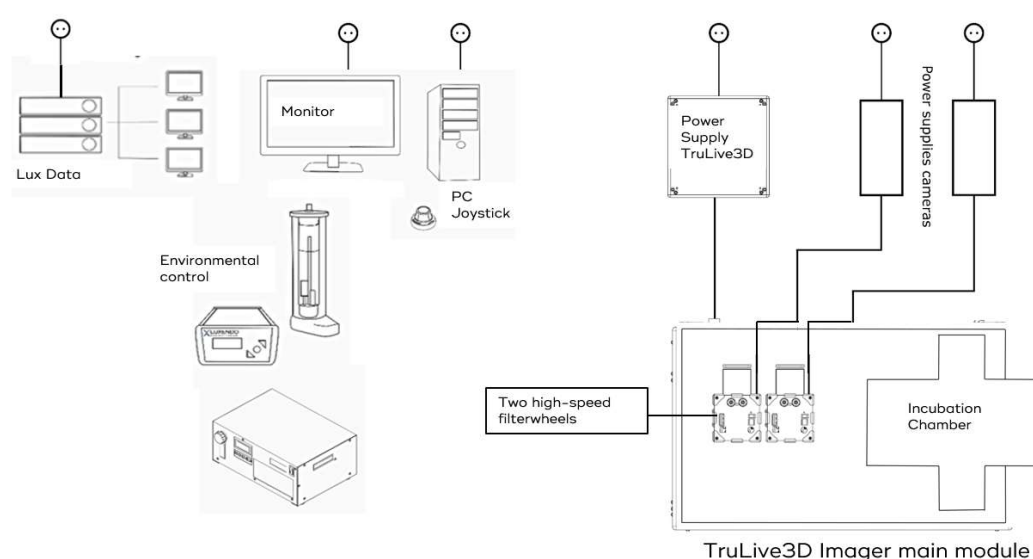 Lux Data
Monitor
PC
Joystick
Environmental
control
LUXENDO
Power
Supply
TruLive3D
Power supplies cameras
Two high-speed
filterwheels
Incubation
Chamber
TruLive3D Imager main module